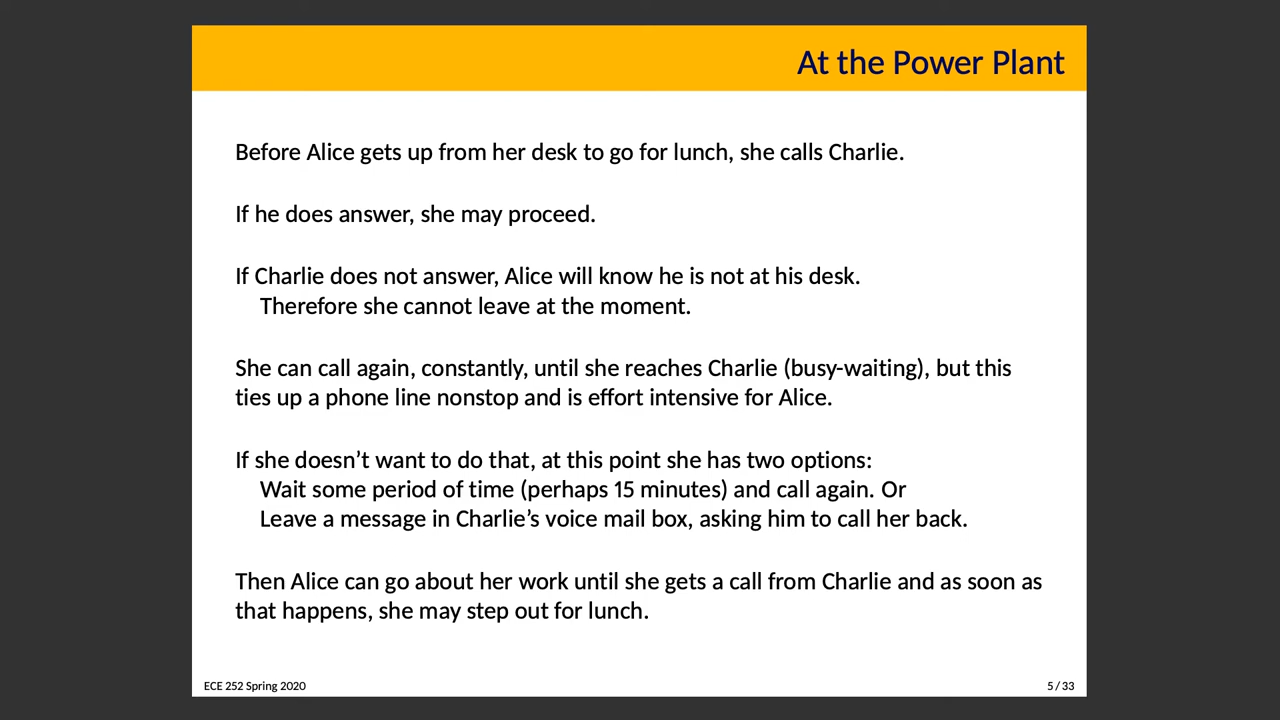 At the Power Plant
Before Alice gets up from her desk to go for lunch, she calls Charlie.
If he does answer, she may proceed.
If Charlie does not answer, Alice will know he is not at his desk.
Therefore she cannot leave at the moment.
She can call again, constantly, until she reaches Charlie (busy-waiting), but this
ties up a phone line nonstop and is effort intensive for Alice.
If she doesn’t want to do that, at this point she has two options:
Wait some period of time (perhaps 15 minutes) and call again. Or
Leave a message in Charlie’s voice mail box, asking him to call her back.
Then Alice can go about her work until she gets a call from Charlie and as soon as
that happens, she may step out for lunch.
ECE 252 Spring 2020
5 / 33